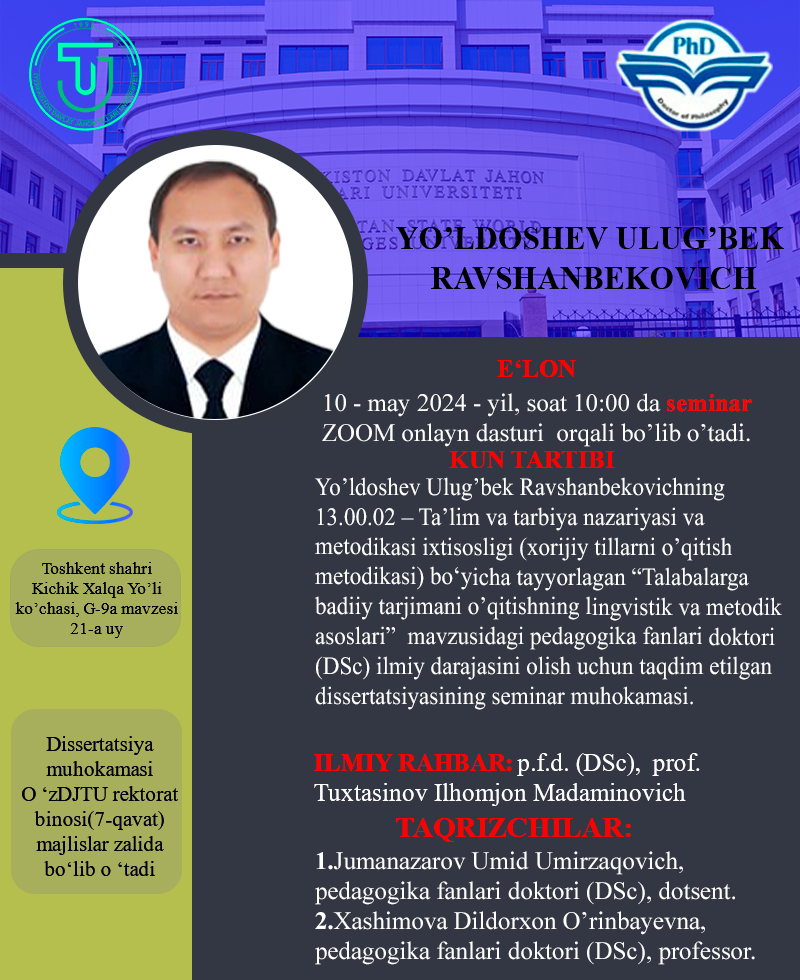 PhD
Doctor of Philosophy
KISTON DAVLAT JAHON
ARI UNIVERSITETI
TAN STATE WORLD
GES UNIVERSITY
YO’LDOSHEV ULUG’BEK
RAVSHANBEKOVICH
E‘LON
10 - may 2024 - yil, soat 10:00 da seminar
ZOOM onlayn dasturi orqali bo’lib o’tadi.
KUN TARTIBI
Yo’ldoshev Ulug’bek Ravshanbekovichning
13.00.02 – Ta’lim va tarbiya nazariyasi va
metodikasi ixtisosligi (xorijiy tillarni o’qitish
metodikasi) bo‘yicha tayyorlagan “Talabalarga
badiiy tarjimani o’qitishning lingvistik va metodik
asoslari” mavzusidagi pedagogika fanlari doktori
(DSc) ilmiy darajasini olish uchun taqdim etilgan
dissertatsiyasining seminar muhokamasi.
Toshkent shahri
Kichik Xalqa Yo’li
ko’chasi, G-9a mavzesi
21-a uy
Dissertatsiya
muhokamasi
O ‘zDJTU rektorat
binosi(7-qavat)
majlislar zalida
bo‘lib o ‘tadi
ILMIY RAHBAR: p.f.d. (DSc), prof.
Tuxtasinov Ilhomjon Madaminovich
TAQRIZCHILAR:
1.Jumanazarov Umid Umirzaqovich,
pedagogika fanlari doktori (DSc), dotsent.
2.Xashimova Dildorxon O’rinbayevna,
pedagogika fanlari doktori (DSc), professor.